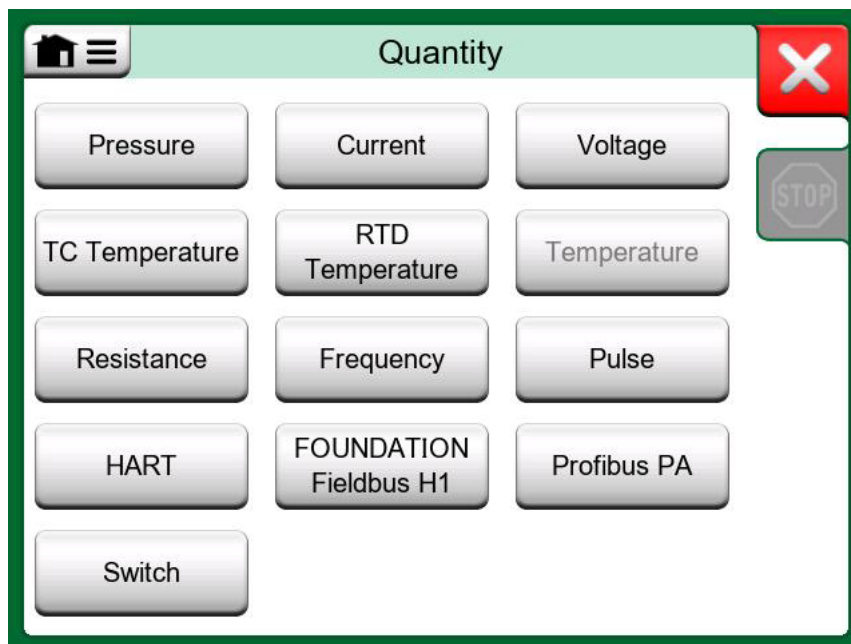 Quantity
Pressure
Current
Voltage
STOP
TC Temperature
RTD
Temperature
Temperature
Resistance
Frequency
Pulse
HART
FOUNDATION
Fieldbus H1
Profibus PA
Switch